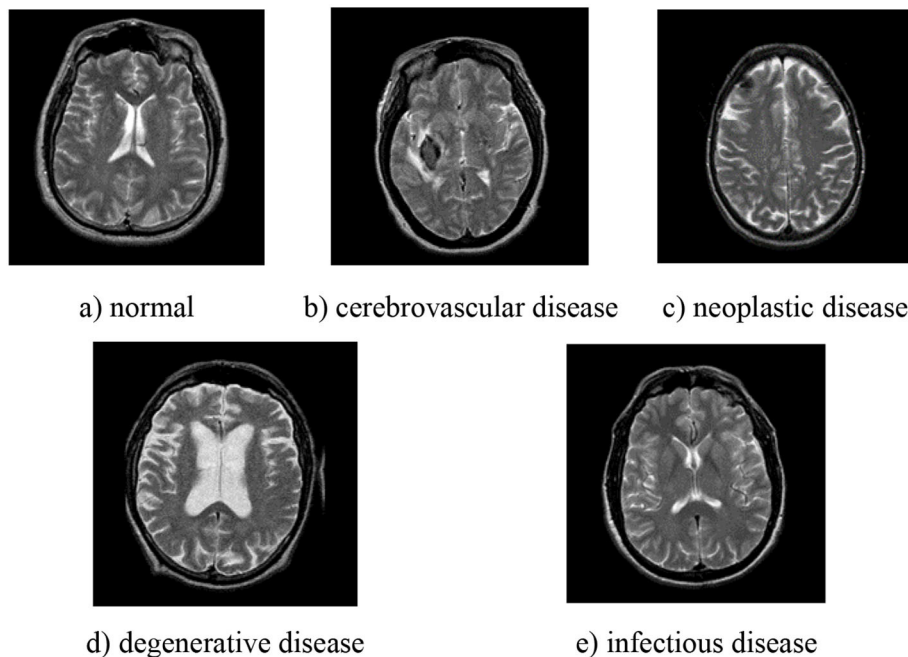 a) normal
b) cerebrovascular disease
c) neoplastic disease
d) degenerative disease
e) infectious disease